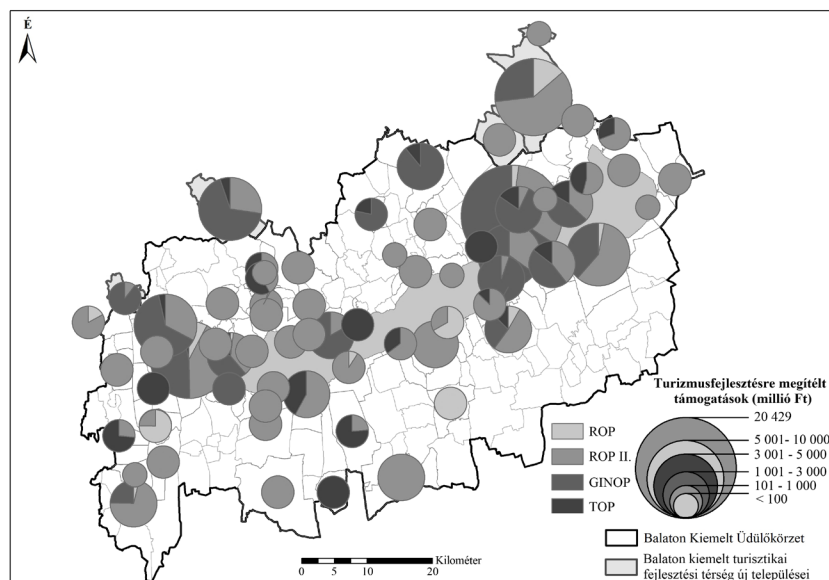 É
Turizmusfejlesztésre megítélt
támogatások (millió Ft)
20 429
5 001- 10 000
3 001 - 5 000
1 001 - 3 000
101 - 1 000
< 100
ROP
ROP II.
GINOP
TOP
Balaton Kiemelt Üdülőkörzet
Balaton kiemelt turisztikai
fejlesztési térség új települései
Kilométer
0 5 10 20